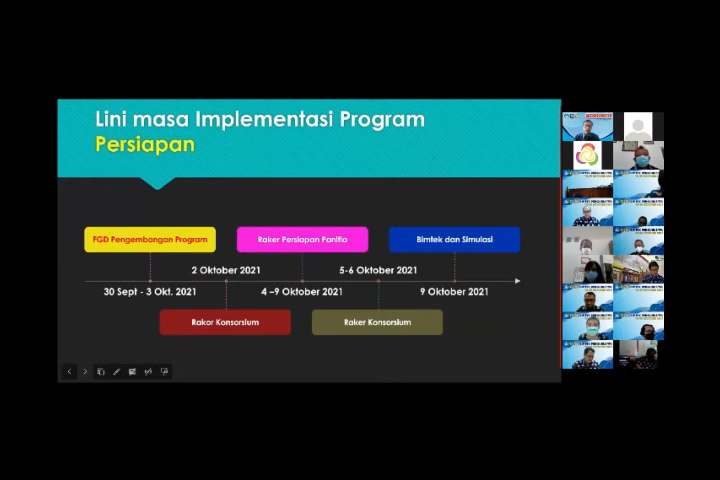 Lini masa Implementasi Program
Persiapan
FGD Pengembangan Program
Raker Persiapan Panitia
Bimtek dan Simulasi
2 Oktober 2021
5-6 Oktober 2021
30 Sept - 3 Okt. 2021
4 –9 Oktober 2021
9 Oktober 2021
Rakor Konsorsium
Raker Konsorsium